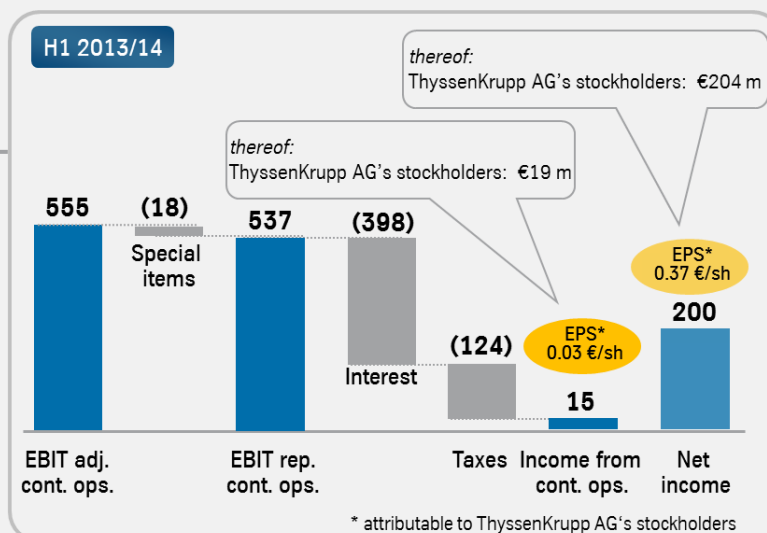 H1 2013/14
thereof:
ThyssenKrupp AG's stockholders: €204 m
thereof:
ThyssenKrupp AG's stockholders: €19 m
555
(18)
537
(398)
Special
items
EPS*
0.37 €/sh
200
EPS*
0.03 €/sh
(124)
Interest
15
EBIT adj.
cont. ops.
EBIT rep.
cont. ops.
Taxes
Income from
cont. ops.
Net
income
* attributable to ThyssenKrupp AG‘s stockholders